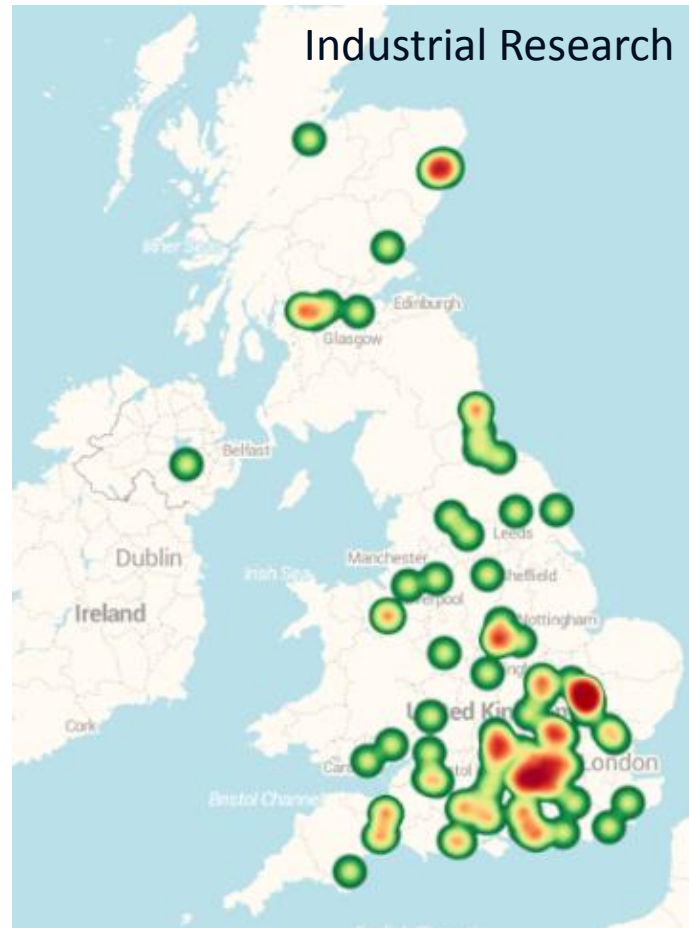 Industrial Research
Edinburgh
Glasgow
Belfast
Leeds
Dublin
Manchester
Irish Sea
Ireland
Nottingham
Cork
London
Bristol Channel